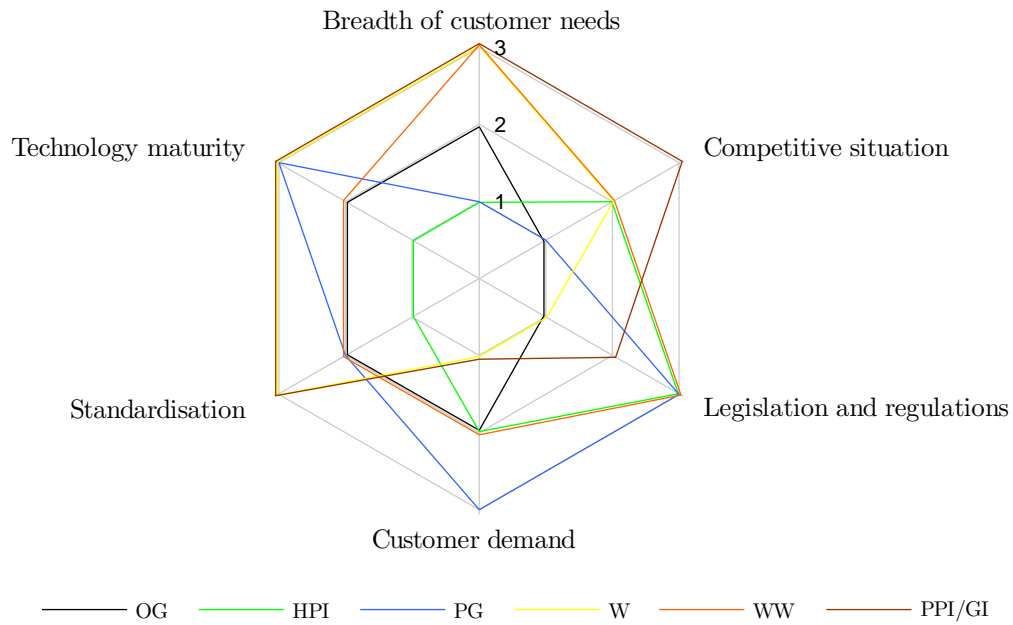 Breadth of customer needs
3
2
1
Technology maturity
Competitive situation
Standardisation
Legislation and regulations
Customer demand
OG HPI PG W WW PPI/GI